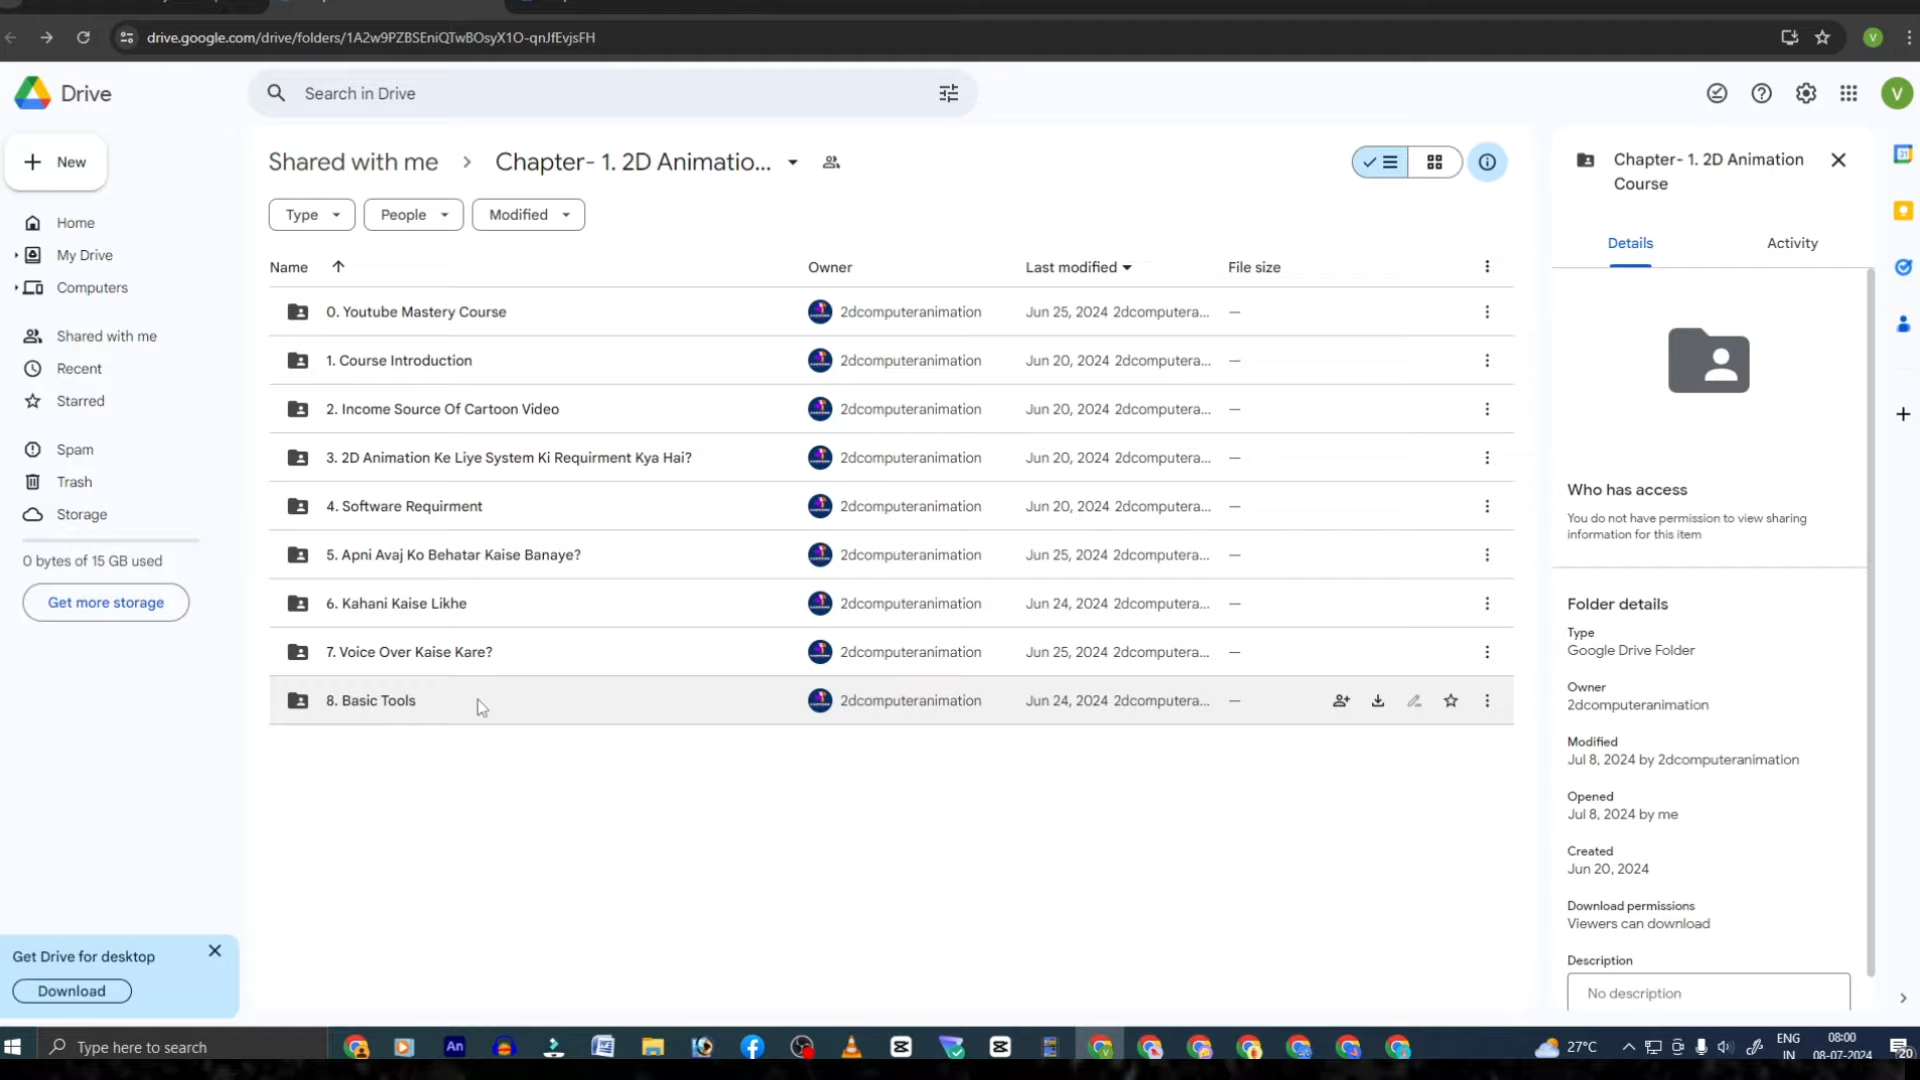 drive.google.com/drive/folders/1A2w9PZBSEniQTwBOsyX1O-qnJfEvjsFH
V
Drive
Search in Drive
V
New
Shared with me
Chapter- 1. 2D Animatio...
Chapter- 1. 2D Animation
Course
Type
People
Modified
Home
My Drive
Computers
Shared with me
Recent
Starred
Spam
Trash
Storage
0 bytes of 15 GB used
Get more storage
Details
Activity
Name
Owner
Last modified
File size
0. Youtube Mastery Course
2dcomputeranimation
Jun 25, 2024 2dcomputera...
—
1. Course Introduction
2dcomputeranimation
Jun 20, 2024 2dcomputera...
—
2. Income Source Of Cartoon Video
2dcomputeranimation
Jun 20, 2024 2dcomputera...
—
3. 2D Animation Ke Liye System Ki Requirment Kya Hai?
2dcomputeranimation
Jun 20, 2024 2dcomputera...
—
4. Software Requirment
2dcomputeranimation
Jun 20, 2024 2dcomputera...
—
5. Apni Avaj Ko Behatar Kaise Banaye?
2dcomputeranimation
Jun 25, 2024 2dcomputera...
—
6. Kahani Kaise Likhe
2dcomputeranimation
Jun 24, 2024 2dcomputera...
—
7. Voice Over Kaise Kare?
2dcomputeranimation
Jun 25, 2024 2dcomputera...
—
8. Basic Tools
2dcomputeranimation
Jun 24, 2024 2dcomputera...
—
Who has access
You do not have permission to view sharing
information for this item
Folder details
Type
Google Drive Folder
Owner
2dcomputeranimation
Modified
Jul 8, 2024 by 2dcomputeranimation
Opened
Jul 8, 2024 by me
Created
Jun 20, 2024
Download permissions
Viewers can download
Description
No description
Get Drive for desktop
Download
Type here to search
An
27°C
ENG
IN
08:00
08-07-2024
20